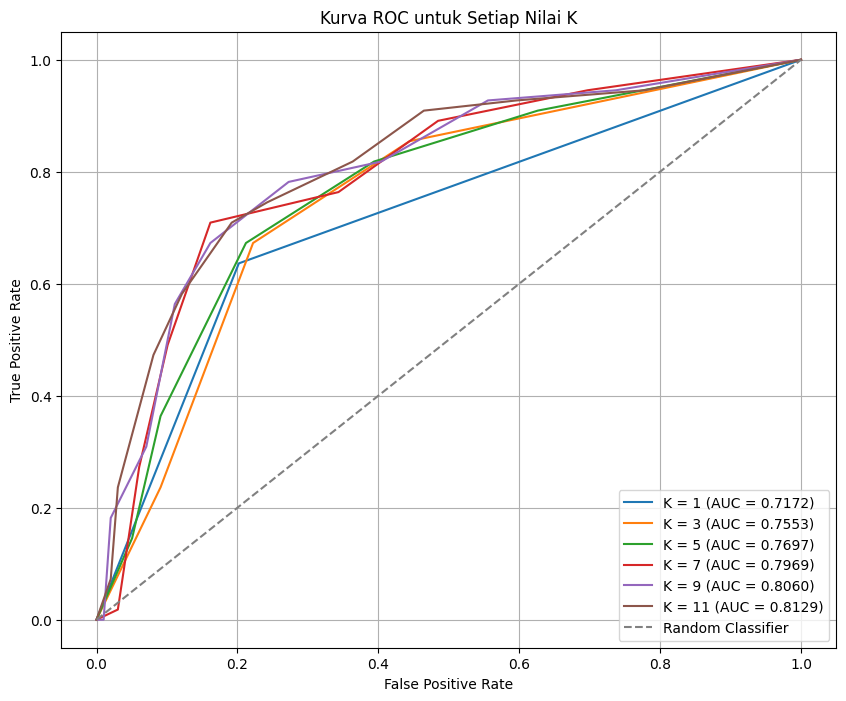 Kurva ROC untuk Setiap Nilai K
1.0
0.8
0.6
0.4
0.2
0.0
True Positive Rate
0.0 0.2 0.4 0.6 0.8 1.0
False Positive Rate
K = 1 (AUC = 0.7172)
K = 3 (AUC = 0.7553)
K = 5 (AUC = 0.7697)
K = 7 (AUC = 0.7969)
K = 9 (AUC = 0.8060)
K = 11 (AUC = 0.8129)
Random Classifier